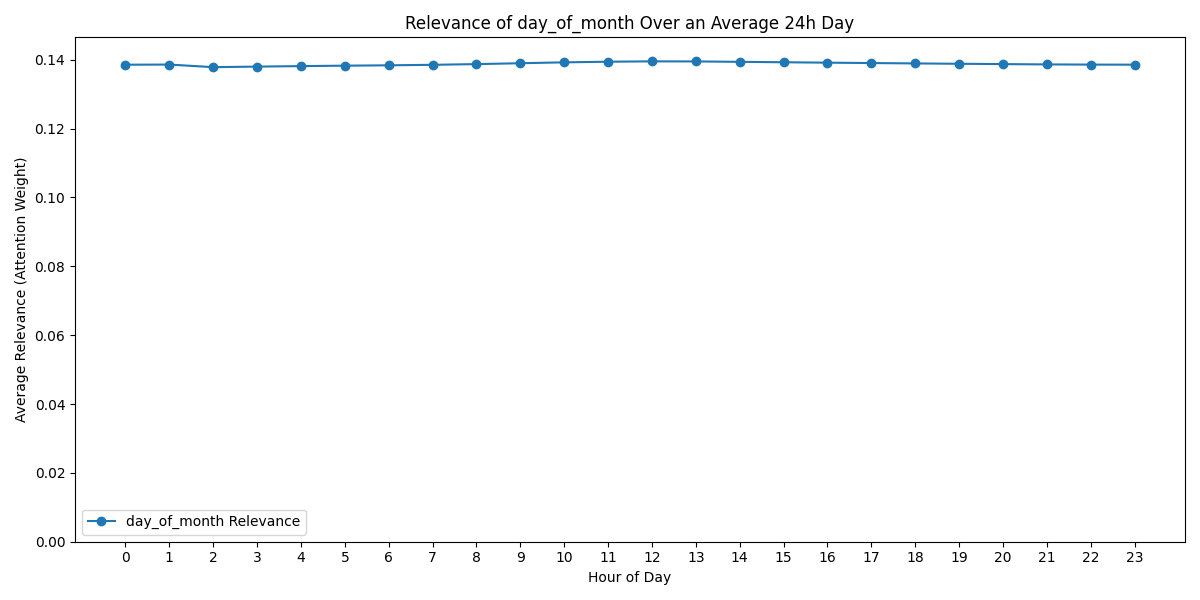 Relevance of day_of_month Over an Average 24h Day
Average Relevance (Attention Weight)
0.14
0.12
0.10
0.08
0.06
0.04
0.02
0.00
day_of_month Relevance
0 1 2 3 4 5 6 7 8 9 10 11 12 13 14 15 16 17 18 19 20 21 22 23
Hour of Day